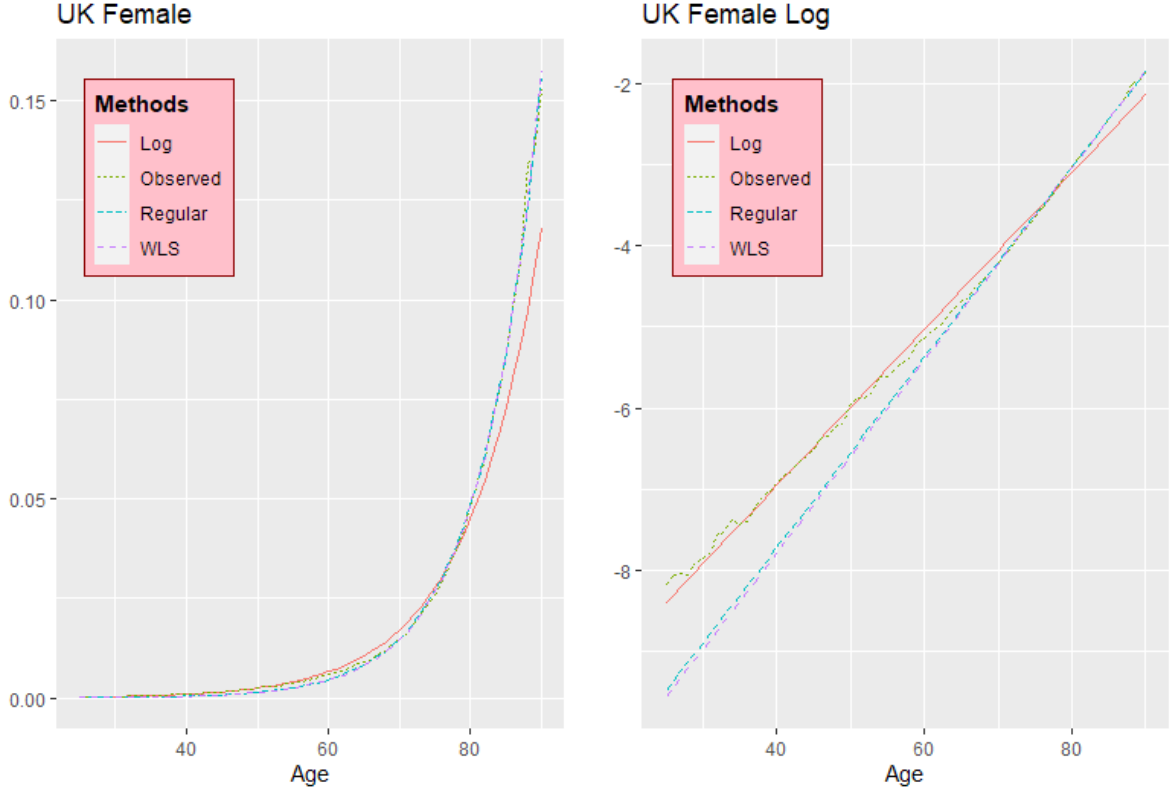 UK Female
0.15
0.10
0.05
0.00
Methods
Log
Observed
Regular
WLS
40
60
80
Age
UK Female Log
-2
-4
-6
-8
Methods
Log
Observed
Regular
WLS
40
60
80
Age